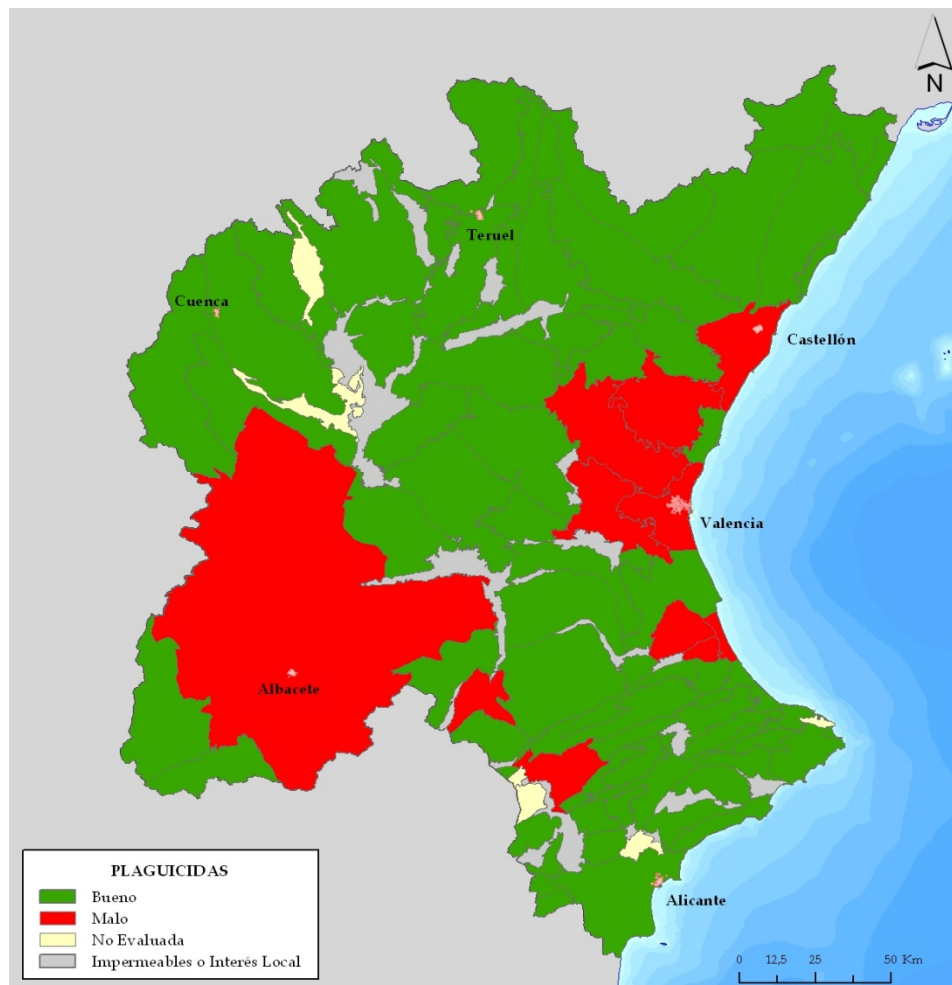 N
Teruel
Cuenca
Castellón
Valencia
Albacete
Alicante
PLAGUICIDAS
Bueno
Malo
No Evaluada
Impermeables o Interés Local
0 12,5 25 50 Km